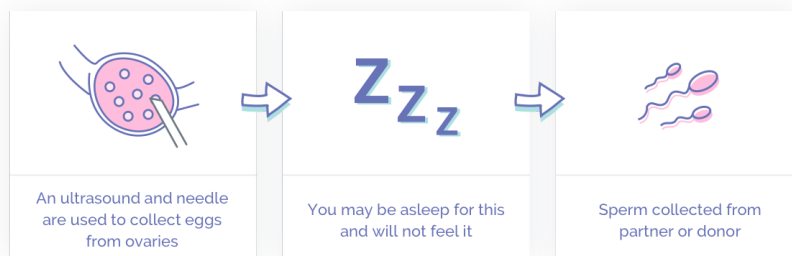 Z
Z
Z
An ultrasound and needle
are used to collect eggs
from ovaries
You may be asleep for this
and will not feel it
Sperm collected from
partner or donor